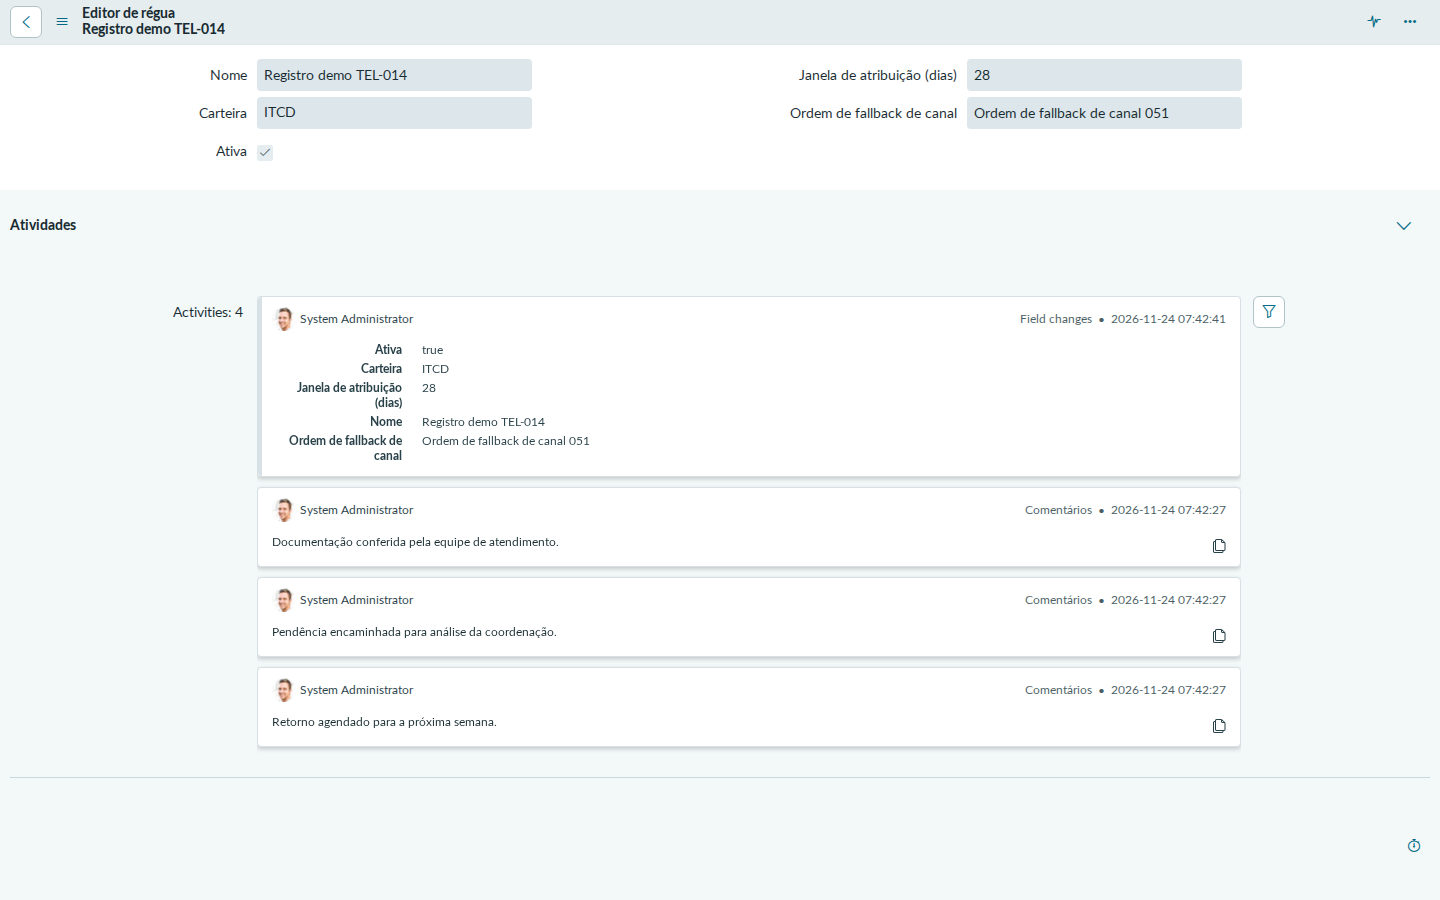 Editor de régua
Registro demo TEL-014
Nome
Registro demo TEL-014
Carteira
ITCD
Ativa
Janela de atribuição (dias)
28
Ordem de fallback de canal
Ordem de fallback de canal 051
Atividades
Activities: 4
System Administrator
Field changes • 2026-11-24 07:42:41
Ativa
true
Carteira
ITCD
Janela de atribuição
(dias)
28
Nome
Registro demo TEL-014
Ordem de fallback de
canal
Ordem de fallback de canal 051
System Administrator
Comentários • 2026-11-24 07:42:27
Documentação conferida pela equipe de atendimento.
System Administrator
Comentários • 2026-11-24 07:42:27
Pendência encaminhada para análise da coordenação.
System Administrator
Comentários • 2026-11-24 07:42:27
Retorno agendado para a próxima semana.